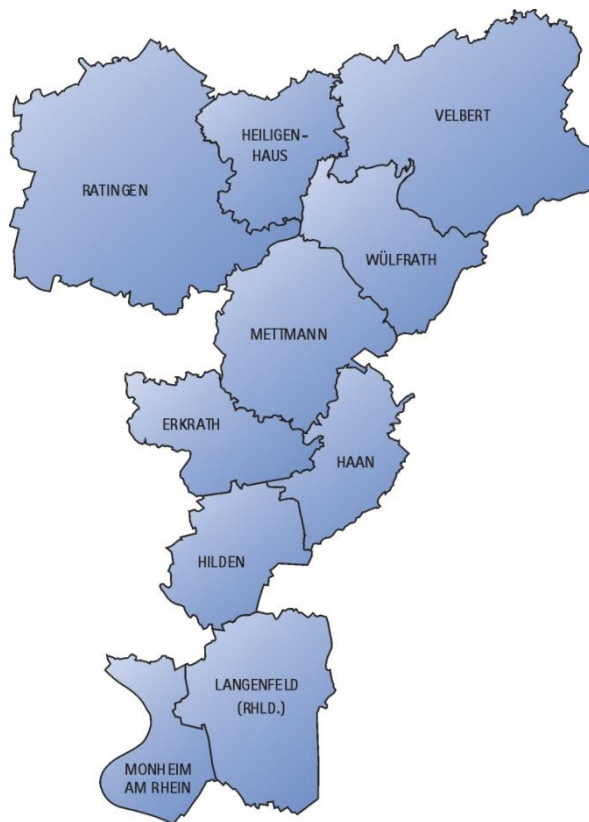 VELBERT
HEILIGEN-
HAUS
RATINGEN
WÜLFRATH
METTMANN
ERKRATH
HAAN
HILDEN
LANGENFELD
(RHLD.)
MONHEIM
AM RHEIN